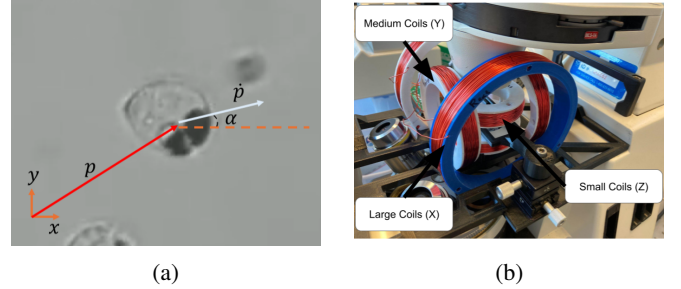 ṗ
α
p
y
x
Medium Coils (Y)
Small Coils (Z)
Large Coils (X)
(a)
(b)